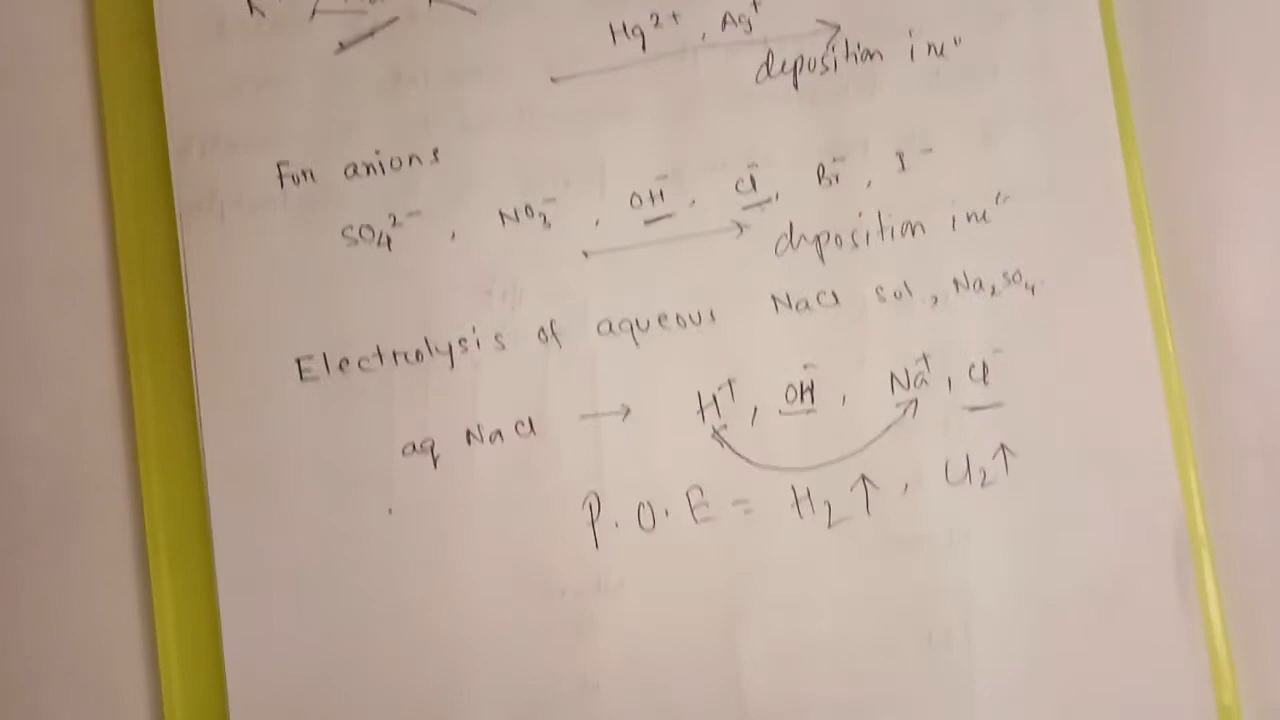 Hg²⁺, Ag⁺
deposition inc"
For anions
SO₄²⁻, NO₃⁻, OH⁻, Cl⁻, Br⁻, I⁻
deposition inc"
Electrolysis of aqueous NaCl sol, Na₂SO₄
aq NaCl → H⁺, OH⁻, Na⁺, Cl⁻
P.O.E = H₂↑, Cl₂↑